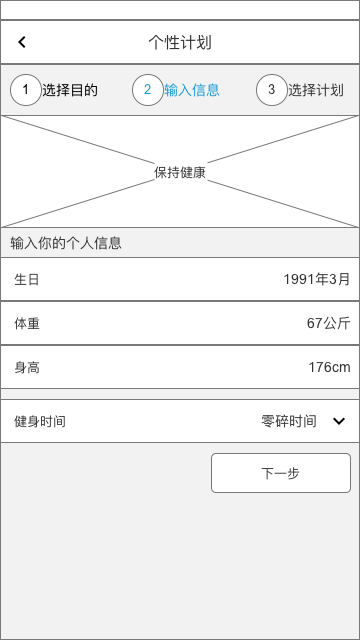 个性计划
1 选择目的 2 输入信息 3 选择计划
保持健康
输入你的个人信息
生日 1991年3月
体重 67公斤
身高 176cm
健身时间 零碎时间
下一步